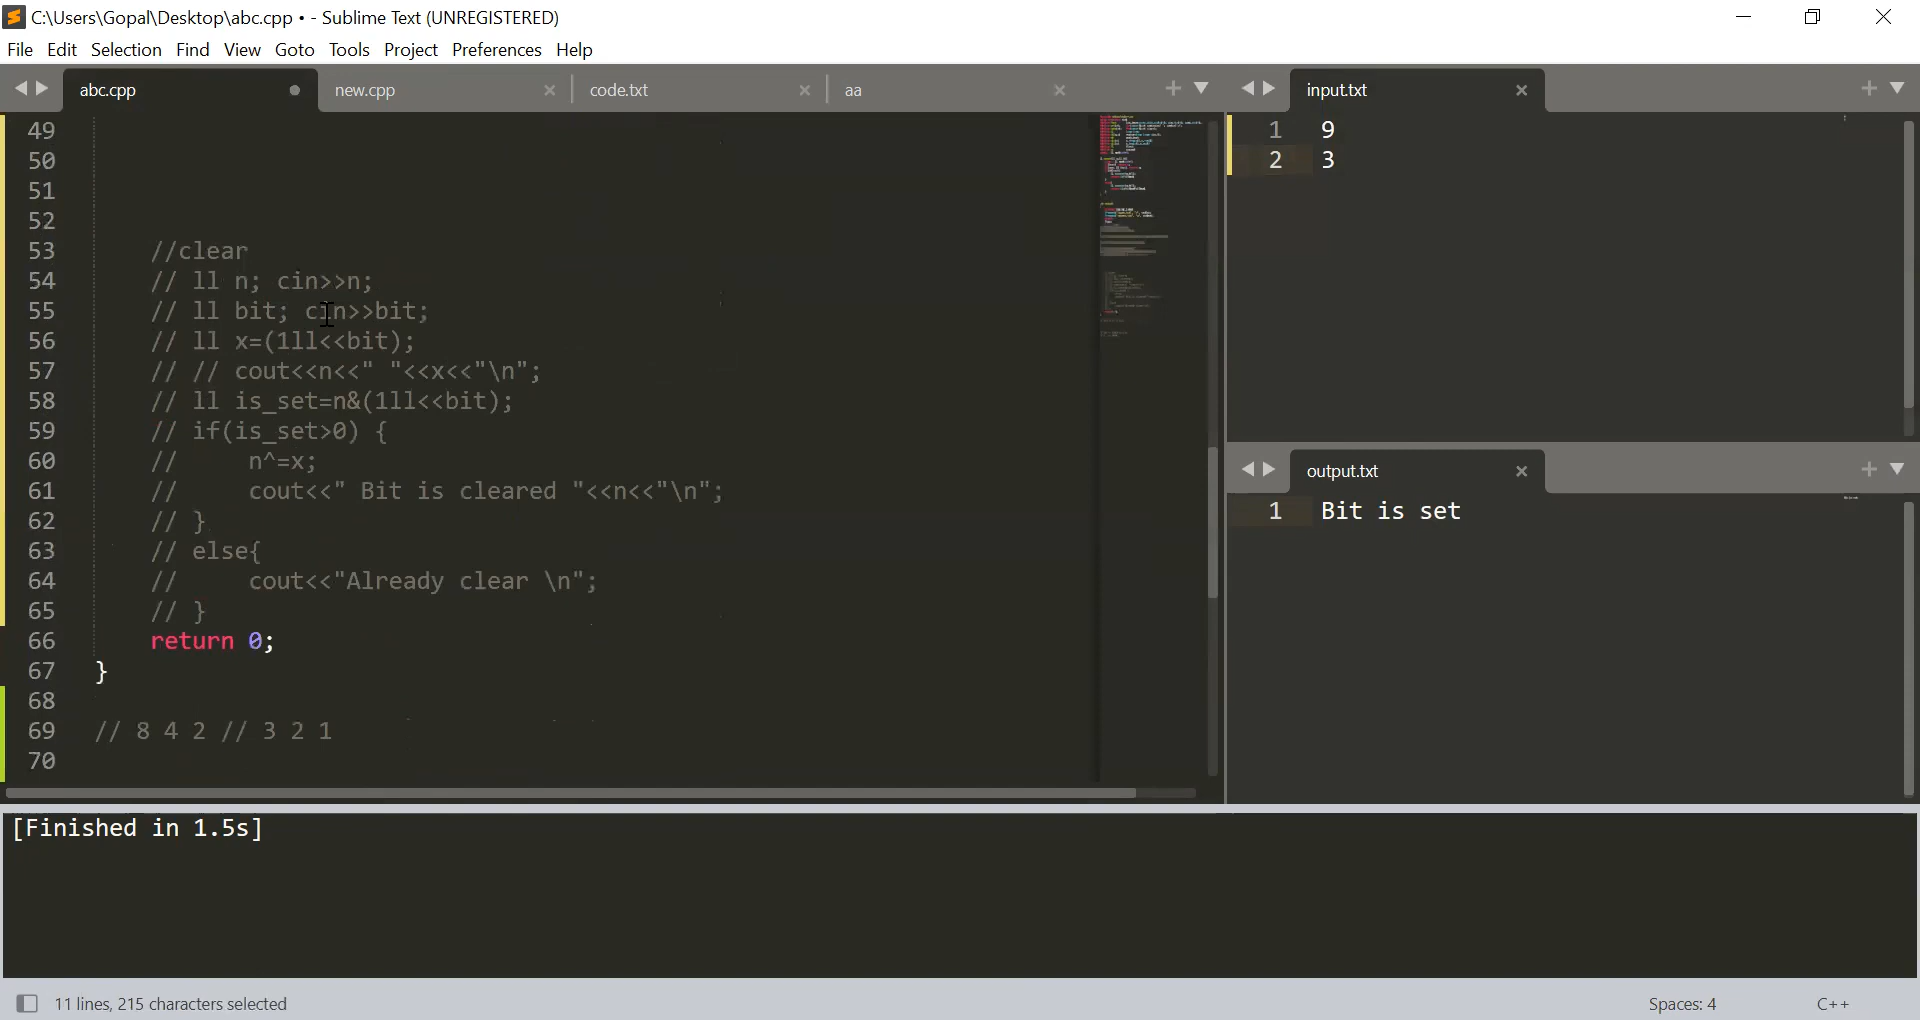 C:\Users\Gopal\Desktop\abc.cpp • - Sublime Text (UNREGISTERED)
File Edit Selection Find View Goto Tools Project Preferences Help
abc.cpp new.cpp code.txt aa
49
50
51
52
53 //clear
54 // ll n; cin>>n;
55 // ll bit; cin>>bit;
56 // ll x=(1ll<<bit);
57 // // cout<<n<<" "<<x<<"\n";
58 // ll is_set=n&(1ll<<bit);
59 // if(is_set>0) {
60 //     n^=x;
61 //     cout<<" Bit is cleared "<<n<<"\n";
62 // }
63 // else{
64 //     cout<<"Already clear \n";
65 // }
66 return 0;
67 }
68
69 // 8 4 2 // 3 2 1
70
input.txt
1 9
2 3
output.txt
1 Bit is set
[Finished in 1.5s]
11 lines, 215 characters selected
Spaces: 4
C++